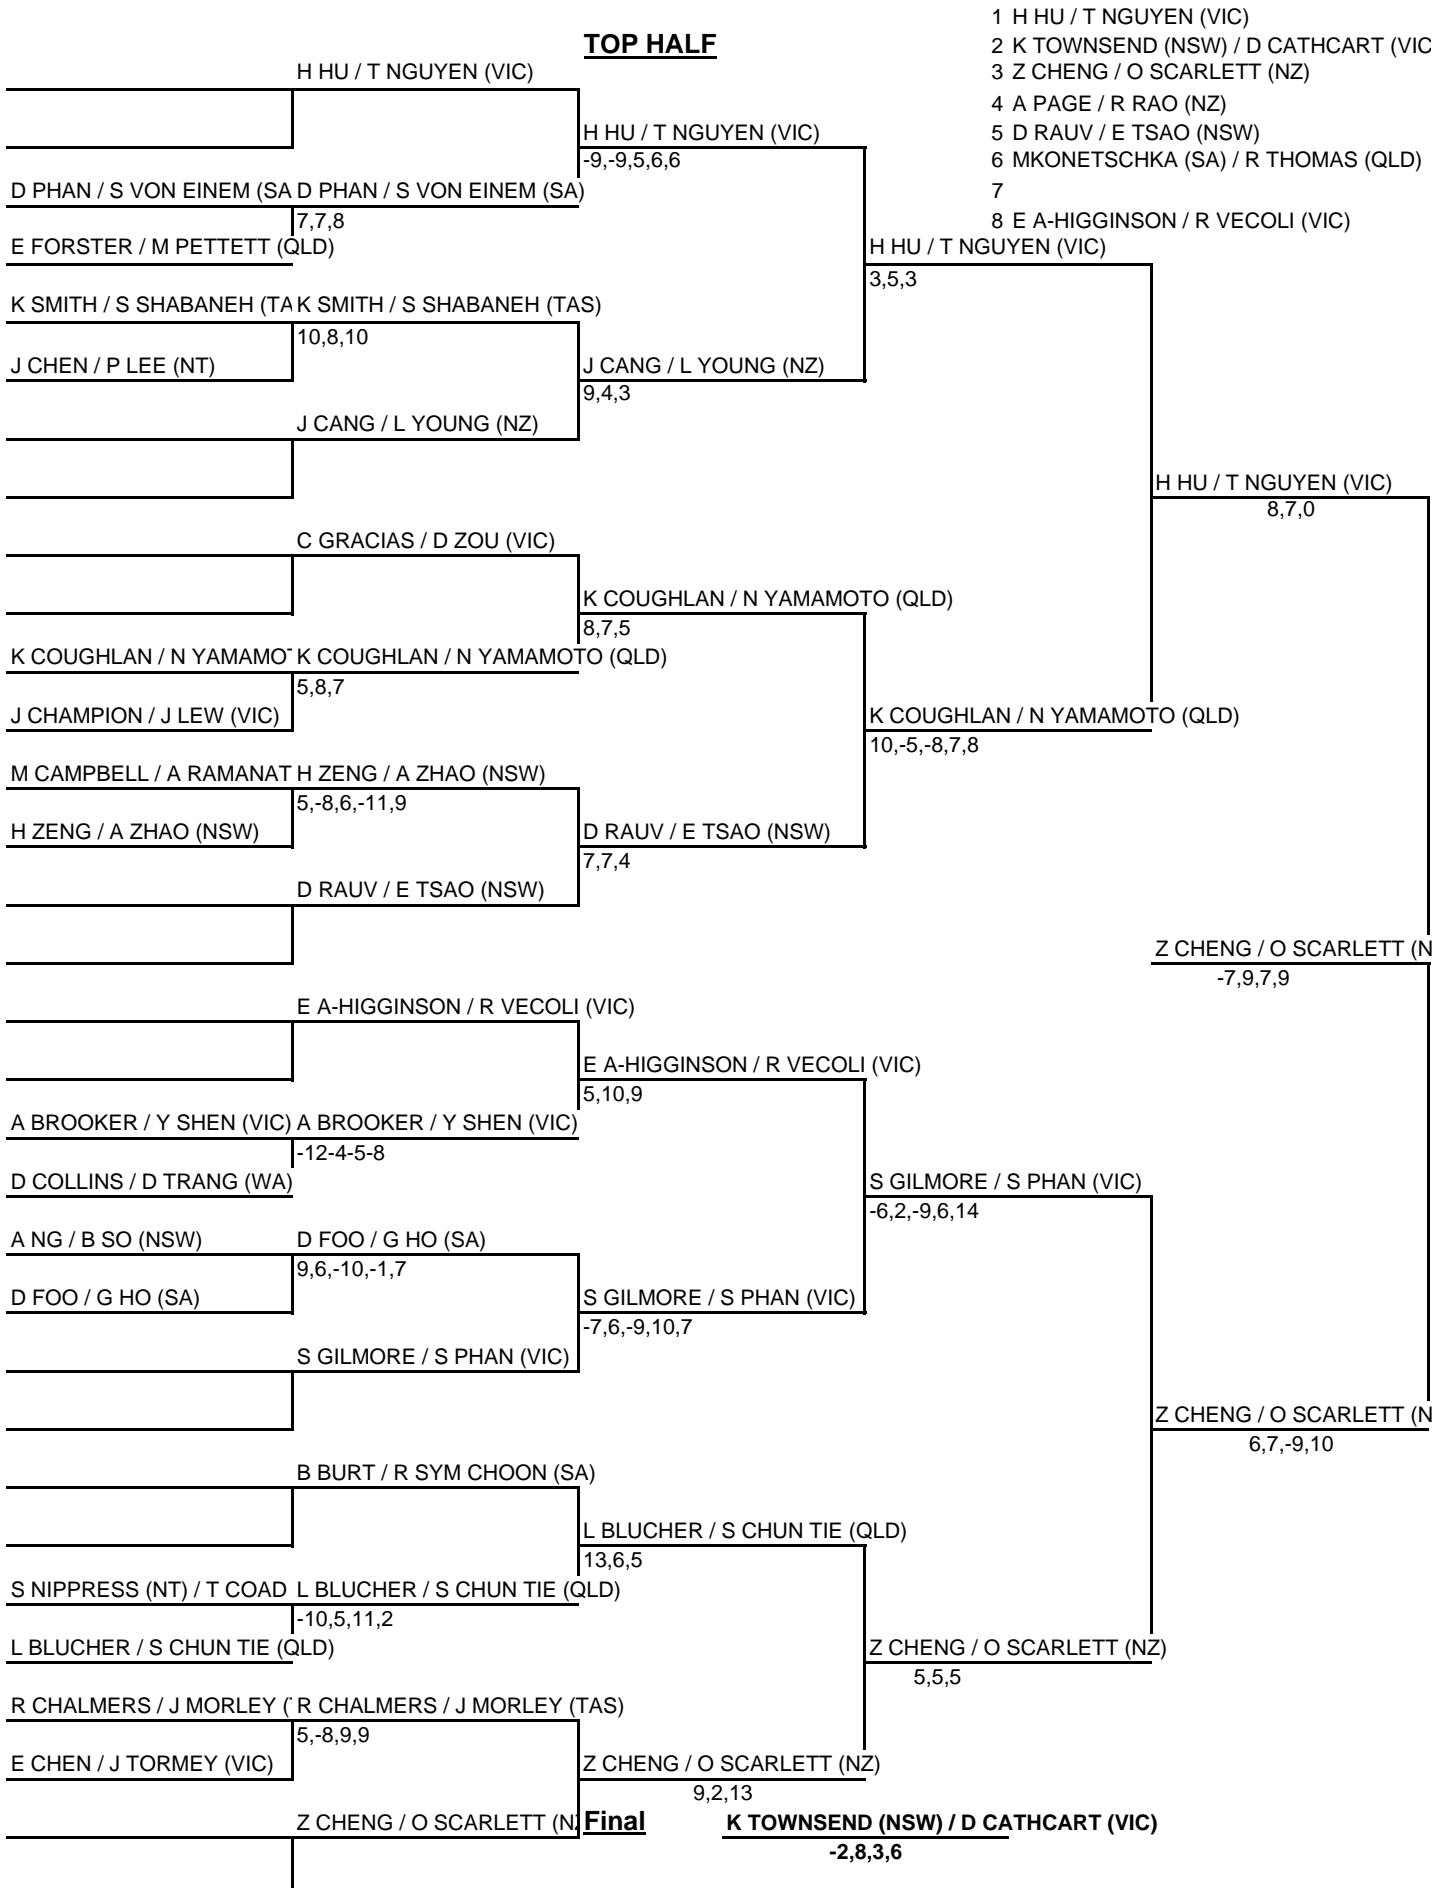 1 H HU / T NGUYEN (VIC)
TOP HALF
2 K TOWNSEND (NSW) / D CATHCART (VIC
H HU / T NGUYEN (VIC)
3 Z CHENG / O SCARLETT (NZ)
4 A PAGE / R RAO (NZ)
H HU / T NGUYEN (VIC)
5 D RAUV / E TSAO (NSW)
-9,-9,5,6,6
6 MKONETSCHKA (SA) / R THOMAS (QLD)
D PHAN / S VON EINEM (SA D PHAN / S VON EINEM (SA)
7
7,7,8
8 E A-HIGGINSON / R VECOLI (VIC)
E FORSTER / M PETTETT (QLD)
H HU / T NGUYEN (VIC)
3,5,3
K SMITH / S SHABANEH (TA K SMITH / S SHABANEH (TAS)
10,8,10
J CHEN / P LEE (NT)
J CANG / L YOUNG (NZ)
9,4,3
J CANG / L YOUNG (NZ)
H HU / T NGUYEN (VIC)
8,7,0
C GRACIAS / D ZOU (VIC)
K COUGHLAN / N YAMAMOTO (QLD)
8,7,5
K COUGHLAN / N YAMAMOT K COUGHLAN / N YAMAMOTO (QLD)
5,8,7
J CHAMPION / J LEW (VIC)
K COUGHLAN / N YAMAMOTO (QLD)
10,-5,-8,7,8
M CAMPBELL / A RAMANAT H ZENG / A ZHAO (NSW)
5,-8,6,-11,9
H ZENG / A ZHAO (NSW)
D RAUV / E TSAO (NSW)
7,7,4
D RAUV / E TSAO (NSW)
Z CHENG / O SCARLETT (N
-7,9,7,9
E A-HIGGINSON / R VECOLI (VIC)
E A-HIGGINSON / R VECOLI (VIC)
5,10,9
A BROOKER / Y SHEN (VIC) A BROOKER / Y SHEN (VIC)
-12-4-5-8
D COLLINS / D TRANG (WA)
S GILMORE / S PHAN (VIC)
-6,2,-9,6,14
A NG / B SO (NSW)
D FOO / G HO (SA)
9,6,-10,-1,7
D FOO / G HO (SA)
S GILMORE / S PHAN (VIC)
-7,6,-9,10,7
S GILMORE / S PHAN (VIC)
Z CHENG / O SCARLETT (N
6,7,-9,10
B BURT / R SYM CHOON (SA)
L BLUCHER / S CHUN TIE (QLD)
13,6,5
S NIPPRESS (NT) / T COAD L BLUCHER / S CHUN TIE (QLD)
-10,5,11,2
L BLUCHER / S CHUN TIE (QLD)
Z CHENG / O SCARLETT (NZ)
5,5,5
R CHALMERS / J MORLEY ( R CHALMERS / J MORLEY (TAS)
5,-8,9,9
E CHEN / J TORMEY (VIC)
Z CHENG / O SCARLETT (NZ)
9,2,13
Z CHENG / O SCARLETT (NZ
Final
K TOWNSEND (NSW) / D CATHCART (VIC)
-2,8,3,6